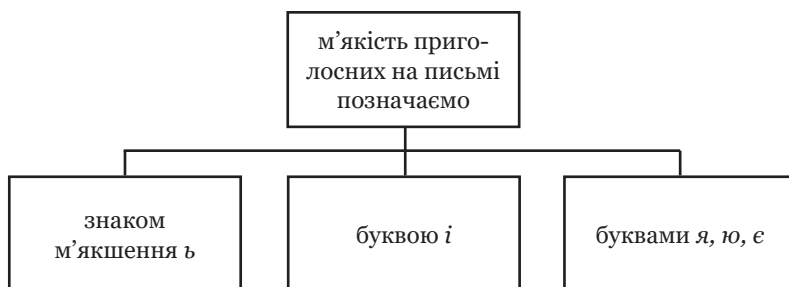 м’якість приго-
лосних на письмі
позначаємо
знаком
м’якшення ь
буквою і
буквами я, ю, є